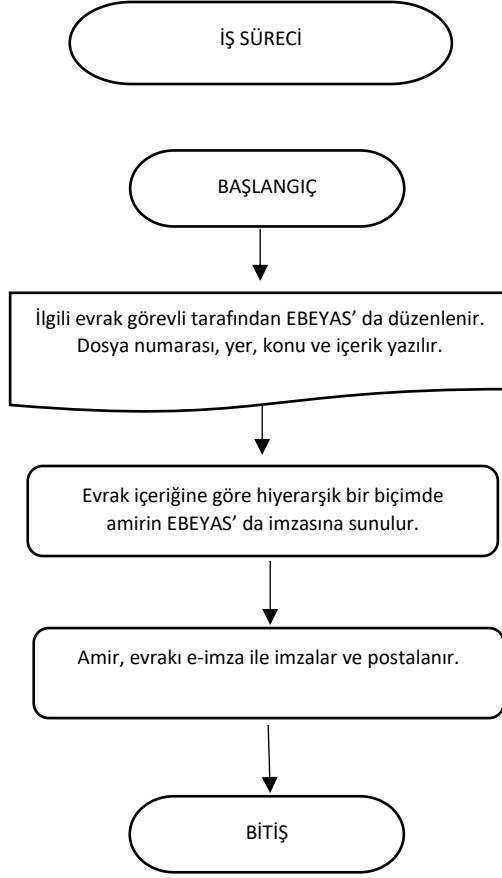 İŞ SÜRECİ
BAŞLANGIÇ
İlgili evrak görevli tarafından EBEYAS’ da düzenlenir.
Dosya numarası, yer, konu ve içerik yazılır.
Evrak içeriğine göre hiyerarşik bir biçimde
amirin EBEYAS’ da imzasına sunulur.
Amir, evrakı e-imza ile imzalar ve postalanır.
BİTİŞ